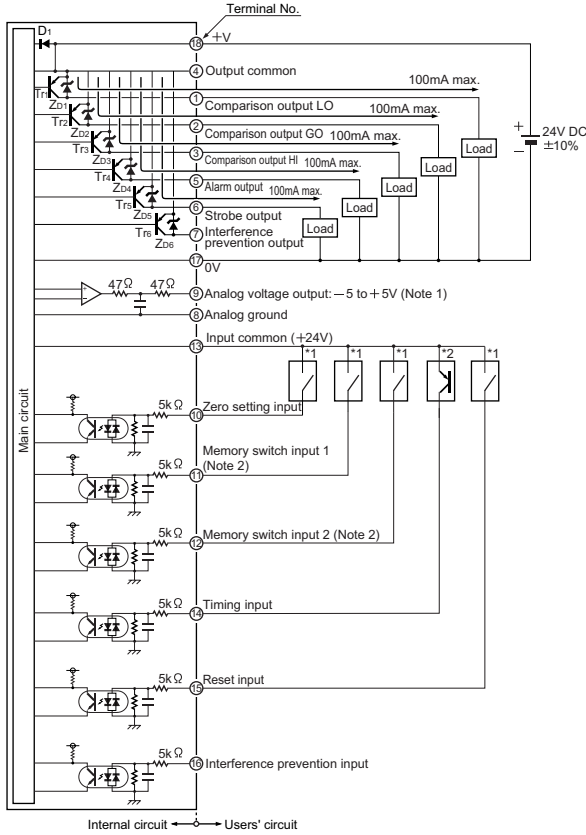 Terminal No.
D1
18 +V
4 Output common
100mA max.
Tr1
ZD1
1
Comparison output LO
100mA max.
Tr2
ZD2
2
Comparison output GO
100mA max.
Tr3
ZD3
3
Comparison output HI
100mA max.
Tr4
ZD4
5
Alarm output
100mA max.
Tr5
ZD5
6
Strobe output
Tr6
ZD6
7
Interference
prevention output
Load
Load
Load
Load
Load
+
−
24V DC
±10%
17
0V
47Ω
47Ω
9 Analog voltage output: −5 to +5V (Note 1)
8 Analog ground
Input common (+24V)
13
*1
*1
*1
*2
*1
Main circuit
5kΩ
Zero setting input
10
5kΩ
Memory switch input 1
(Note 2)
11
5kΩ
12 Memory switch input 2 (Note 2)
5kΩ
Timing input
14
5kΩ
Reset input
15
5kΩ
16 Interference prevention input
Internal circuit
Users' circuit